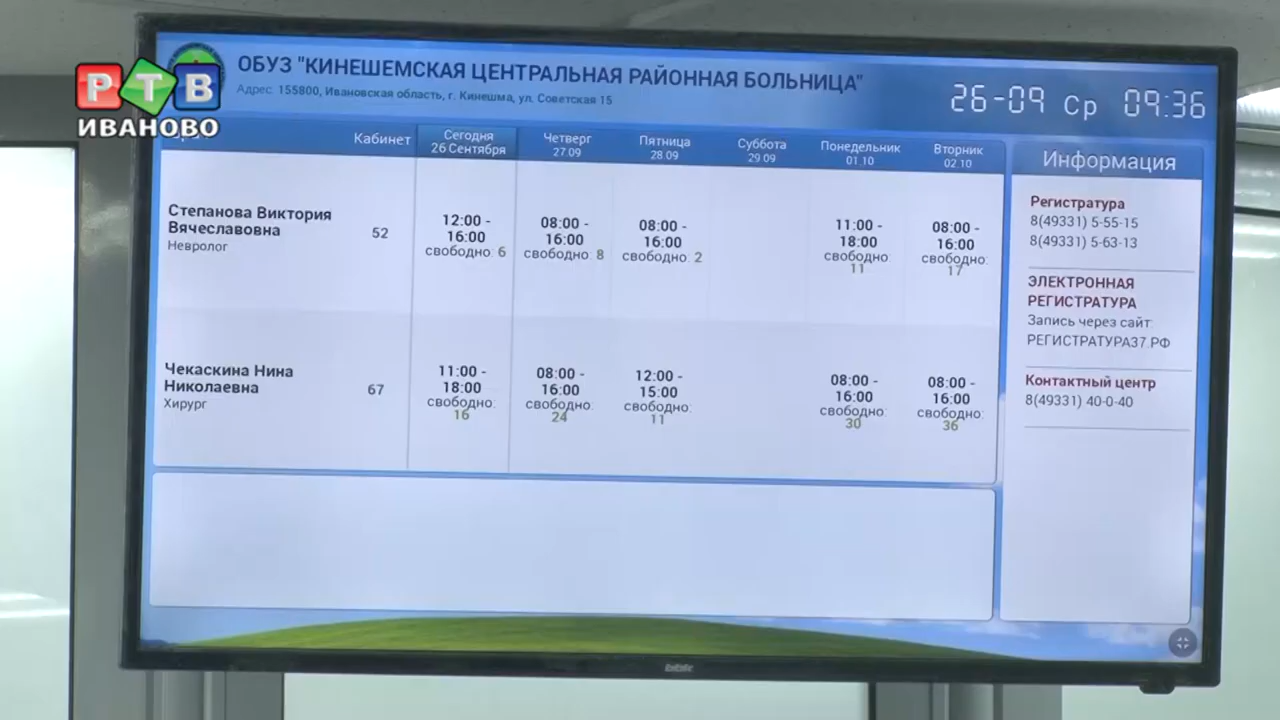 РТВ
ИВАНОВО
ОБУЗ "КИНЕШЕМСКАЯ ЦЕНТРАЛЬНАЯ РАЙОННАЯ БОЛЬНИЦА"
Адрес: 155800, Ивановская область, г. Кинешма, ул. Советская 15
26-09 Ср 09:36
Кабинет
Сегодня
26 Сентября
Четверг
27.09
Пятница
28.09
Суббота
29.09
Понедельник
01.10
Вторник
02.10
Степанова Виктория
Вячеславовна
Невролог
52
12:00 -
16:00
свободно: 6
08:00 -
16:00
свободно: 8
08:00 -
16:00
свободно: 2
11:00 -
18:00
свободно:
11
08:00 -
16:00
свободно:
17
Чекаскина Нина
Николаевна
Хирург
67
11:00 -
18:00
свободно:
16
08:00 -
16:00
свободно:
24
12:00 -
15:00
свободно:
11
08:00 -
16:00
свободно:
30
08:00 -
16:00
свободно:
36
Информация
Регистратура
8(49331) 5-55-15
8(49331) 5-63-13
ЭЛЕКТРОННАЯ
РЕГИСТРАТУРА
Запись через сайт:
РЕГИСТРАТУРА37.РФ
Контактный центр
8(49331) 40-0-40